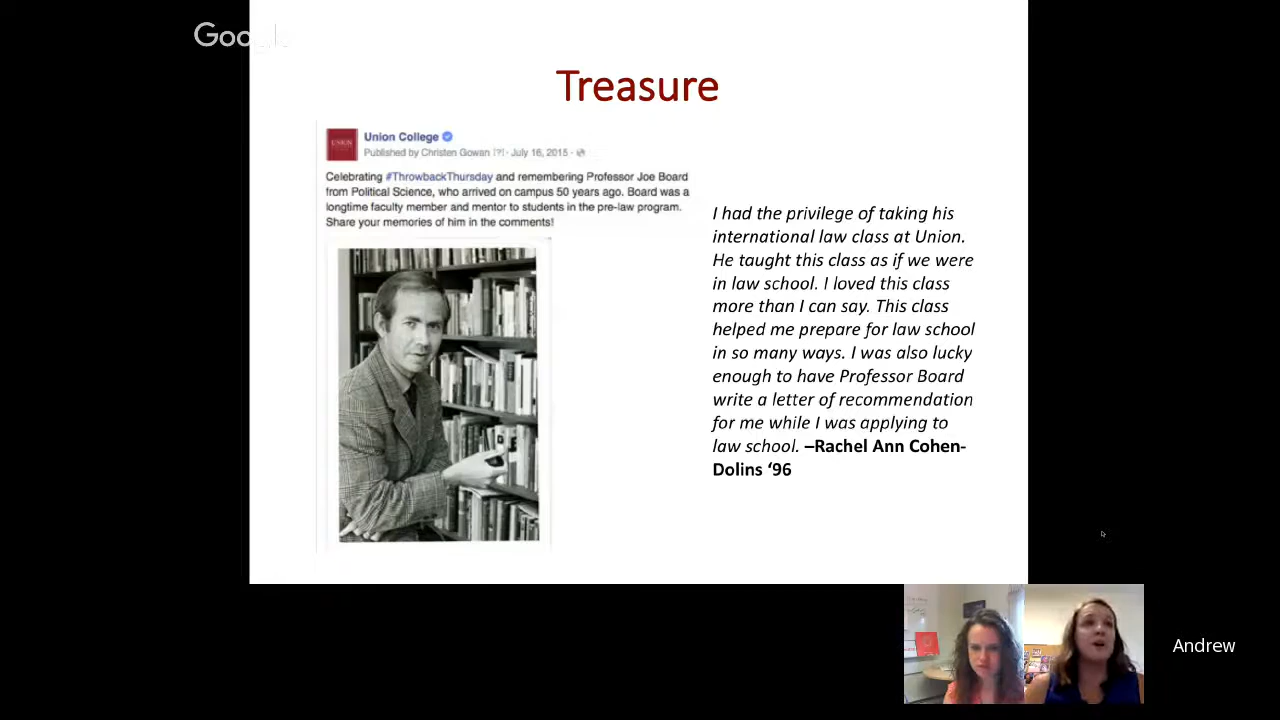 Goo
Treasure
UNION
Union College
Published by Christen Gowan [?] · July 16, 2015 ·
Celebrating #ThrowbackThursday and remembering Professor Joe Board
from Political Science, who arrived on campus 50 years ago. Board was a
longtime faculty member and mentor to students in the pre-law program.
Share your memories of him in the comments!
I had the privilege of taking his
international law class at Union.
He taught this class as if we were
in law school. I loved this class
more than I can say. This class
helped me prepare for law school
in so many ways. I was also lucky
enough to have Professor Board
write a letter of recommendation
for me while I was applying to
law school. –Rachel Ann Cohen-
Dolins ‘96
Andrew